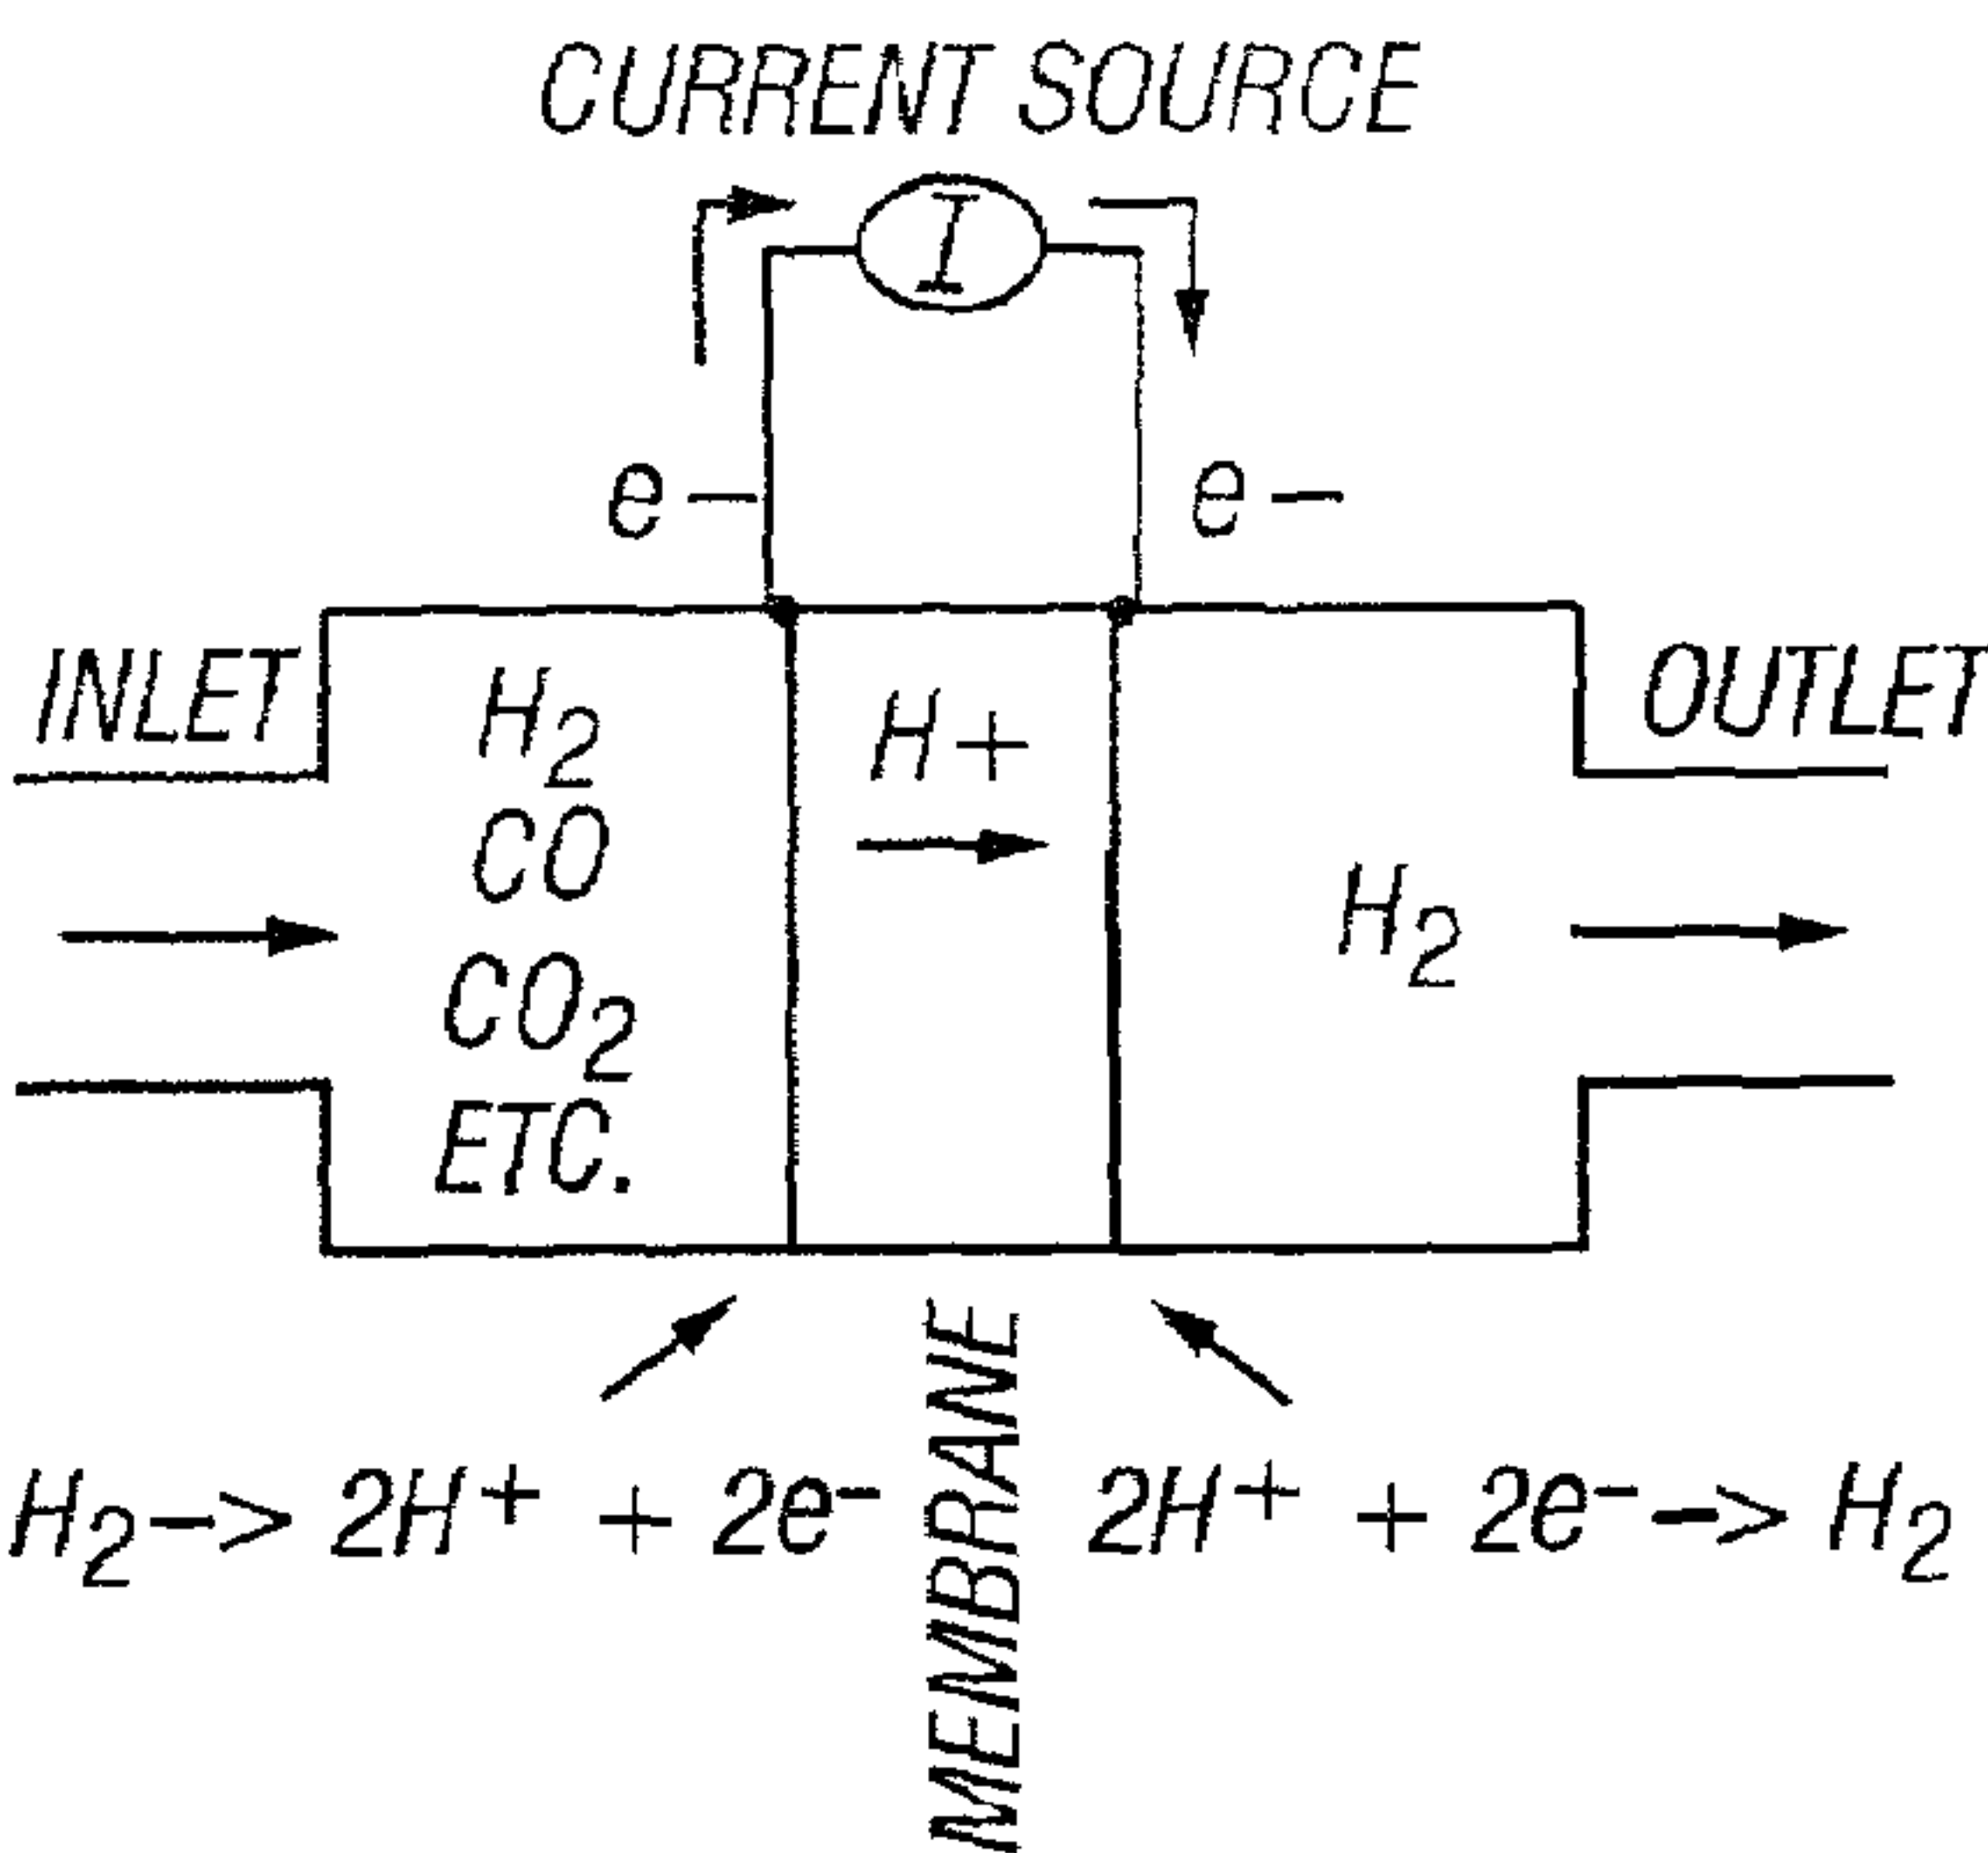 CURRENT SOURCE
I
e- e-
INLET
H2
CO
CO2
ETC.
H+
H2
OUTLET
H2-> 2H+ + 2e-
MEMBRANE
2H+ + 2e- -> H2